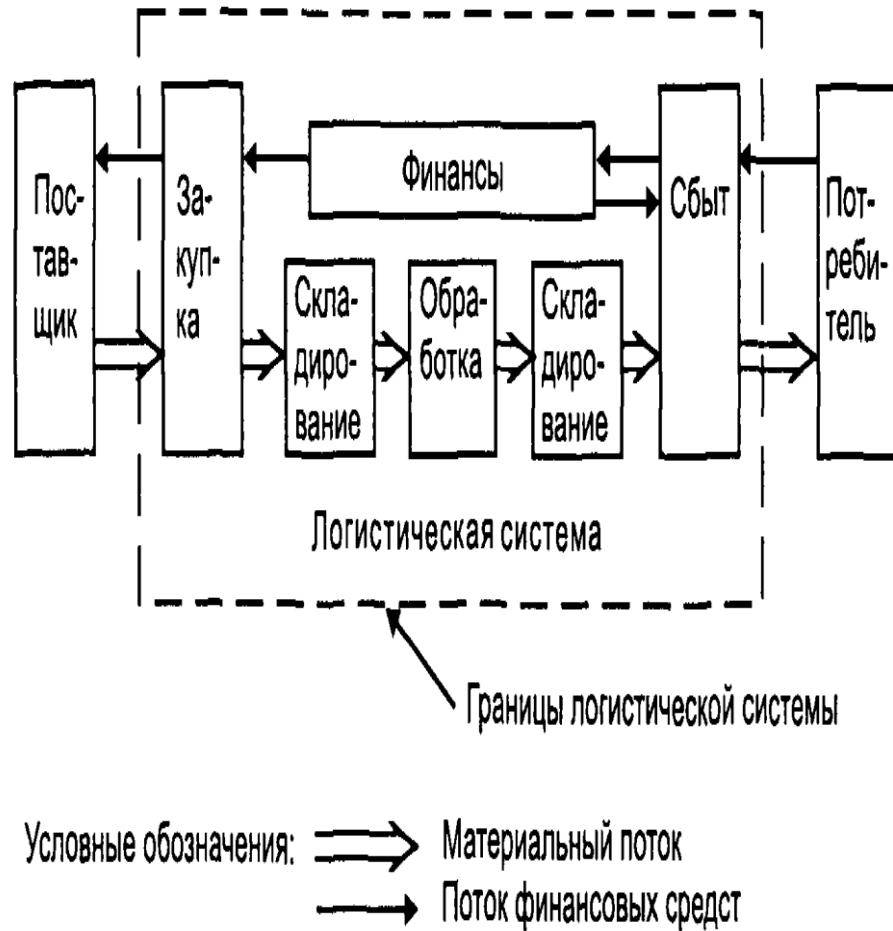 Пос-
тав-
щик
За-
куп-
ка
Финансы
Скла-
дирo-
вание
Обра-
ботка
Скла-
диро-
вание
Сбыт
Пот-
реби-
тель
Логистическая система
Границы логистической системы
Условные обозначения:
Материальный поток
Поток финансовых средст